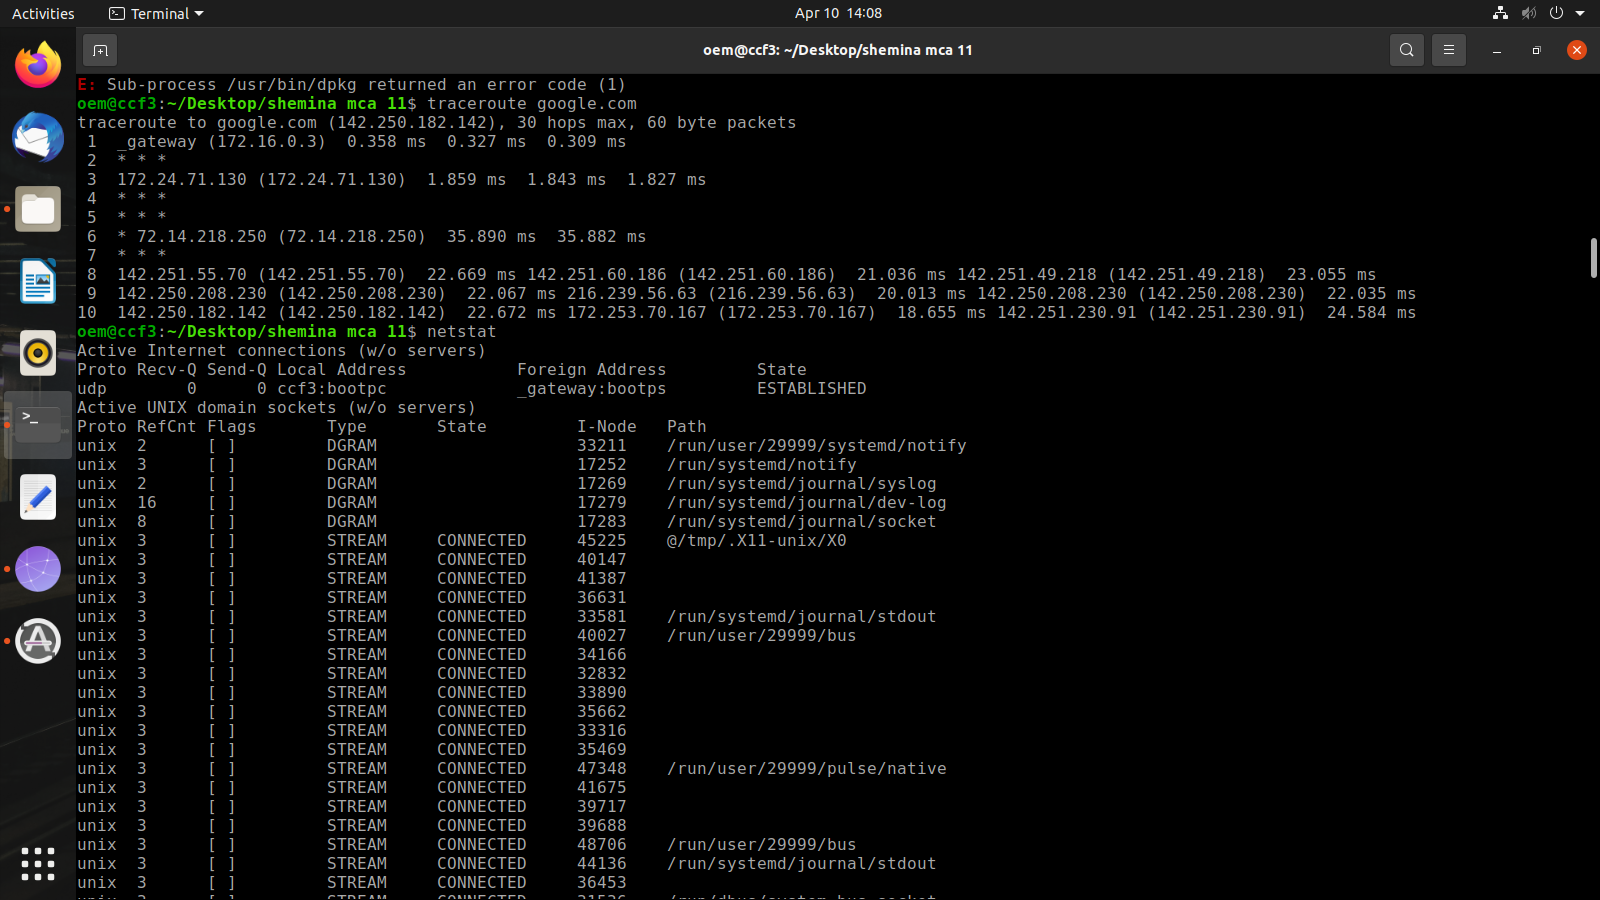 Activities Terminal Apr 10 14:08
oem@ccf3: ~/Desktop/shemina mca 11
E: Sub-process /usr/bin/dpkg returned an error code (1)
oem@ccf3:~/Desktop/shemina mca 11$ traceroute google.com
traceroute to google.com (142.250.182.142), 30 hops max, 60 byte packets
1 _gateway (172.16.0.3) 0.358 ms 0.327 ms 0.309 ms
2 * * *
3 172.24.71.130 (172.24.71.130) 1.859 ms 1.843 ms 1.827 ms
4 * * *
5 * * *
6 * 72.14.218.250 (72.14.218.250) 35.890 ms 35.882 ms
7 * * *
8 142.251.55.70 (142.251.55.70) 22.669 ms 142.251.60.186 (142.251.60.186) 21.036 ms 142.251.49.218 (142.251.49.218) 23.055 ms
9 142.250.208.230 (142.250.208.230) 22.067 ms 216.239.56.63 (216.239.56.63) 20.013 ms 142.250.208.230 (142.250.208.230) 22.035 ms
10 142.250.182.142 (142.250.182.142) 22.672 ms 172.253.70.167 (172.253.70.167) 18.655 ms 142.251.230.91 (142.251.230.91) 24.584 ms
oem@ccf3:~/Desktop/shemina mca 11$ netstat
Active Internet connections (w/o servers)
Proto Recv-Q Send-Q Local Address Foreign Address State
udp 0 0 ccf3:bootpc _gateway:bootps ESTABLISHED
Active UNIX domain sockets (w/o servers)
Proto RefCnt Flags Type State I-Node Path
unix 2 [ ] DGRAM 33211 /run/user/29999/systemd/notify
unix 3 [ ] DGRAM 17252 /run/systemd/notify
unix 2 [ ] DGRAM 17269 /run/systemd/journal/syslog
unix 16 [ ] DGRAM 17279 /run/systemd/journal/dev-log
unix 8 [ ] DGRAM 17283 /run/systemd/journal/socket
unix 3 [ ] STREAM CONNECTED 45225 @/tmp/.X11-unix/X0
unix 3 [ ] STREAM CONNECTED 40147
unix 3 [ ] STREAM CONNECTED 41387
unix 3 [ ] STREAM CONNECTED 36631
unix 3 [ ] STREAM CONNECTED 33581 /run/systemd/journal/stdout
unix 3 [ ] STREAM CONNECTED 40027 /run/user/29999/bus
unix 3 [ ] STREAM CONNECTED 34166
unix 3 [ ] STREAM CONNECTED 32832
unix 3 [ ] STREAM CONNECTED 33890
unix 3 [ ] STREAM CONNECTED 35662
unix 3 [ ] STREAM CONNECTED 33316
unix 3 [ ] STREAM CONNECTED 35469
unix 3 [ ] STREAM CONNECTED 47348 /run/user/29999/pulse/native
unix 3 [ ] STREAM CONNECTED 41675
unix 3 [ ] STREAM CONNECTED 39717
unix 3 [ ] STREAM CONNECTED 39688
unix 3 [ ] STREAM CONNECTED 48706 /run/user/29999/bus
unix 3 [ ] STREAM CONNECTED 44136 /run/systemd/journal/stdout
unix 3 [ ] STREAM CONNECTED 36453